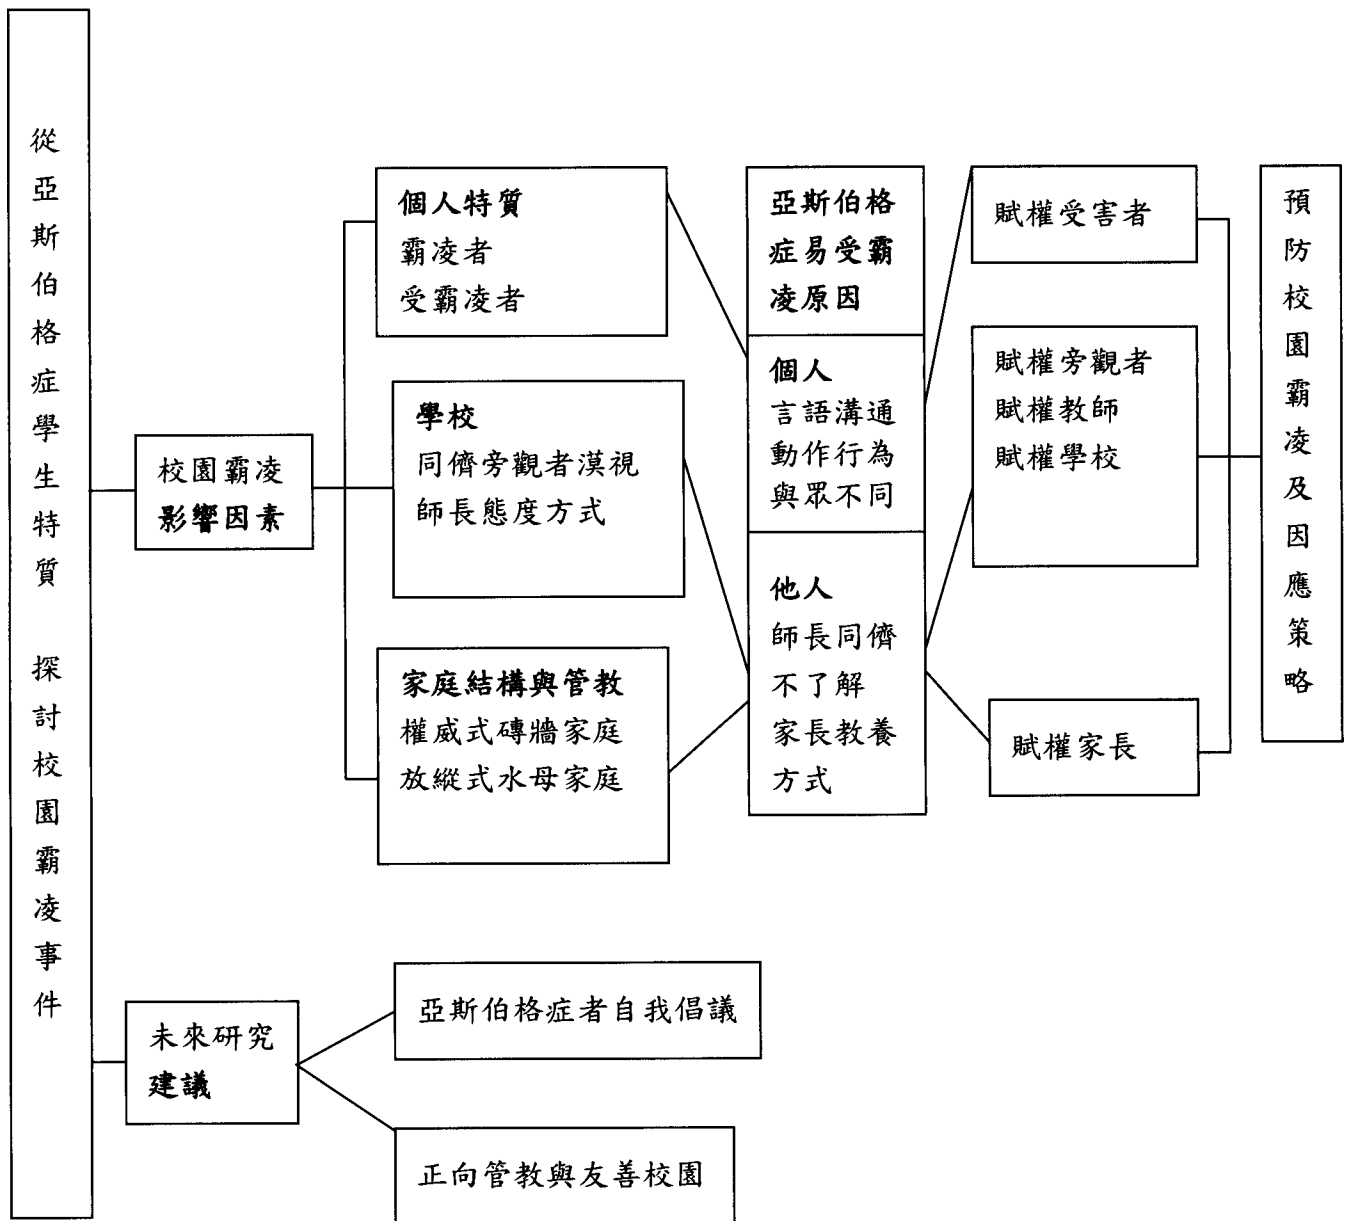 從亞斯伯格症學生特質 探討校園霸凌事件
校園霸凌
影響因素
個人特質
霸凌者
受霸凌者
學校
同儕旁觀者漠視
師長態度方式
家庭結構與管教
權威式磚牆家庭
放縱式水母家庭
亞斯伯格
症易受霸
凌原因
個人
言語溝通
動作行為
與眾不同
他人
師長同儕
不了解
家長教養
方式
賦權受害者
賦權旁觀者
賦權教師
賦權學校
賦權家長
預防校園霸凌及因應策略
未來研究
建議
亞斯伯格症者自我倡議
正向管教與友善校園